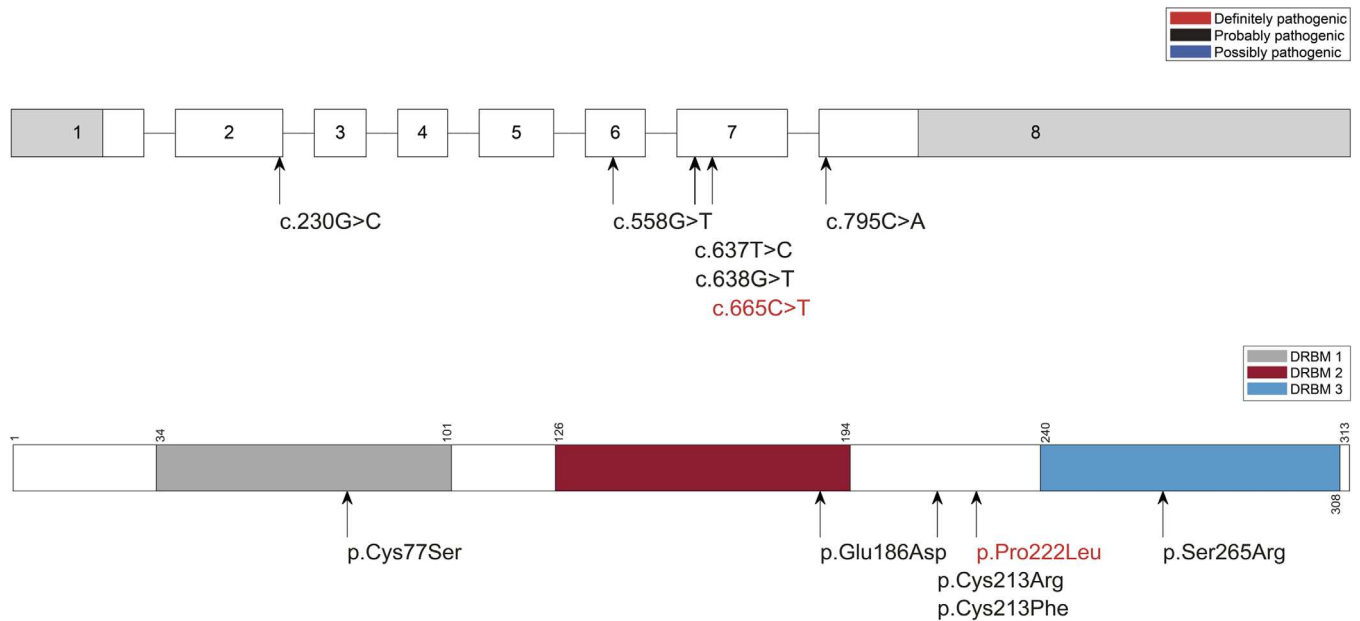 Definitely pathogenic
Probably pathogenic
Possibly pathogenic
1 2 3 4 5 6 7 8
c.230G>C c.558G>T c.795C>A
c.637T>C
c.638G>T
c.665C>T
DRBM 1
DRBM 2
DRBM 3
1 34 101 126 194 240 313
308
p.Cys77Ser p.Glu186Asp p.Pro222Leu p.Ser265Arg
p.Cys213Arg
p.Cys213Phe